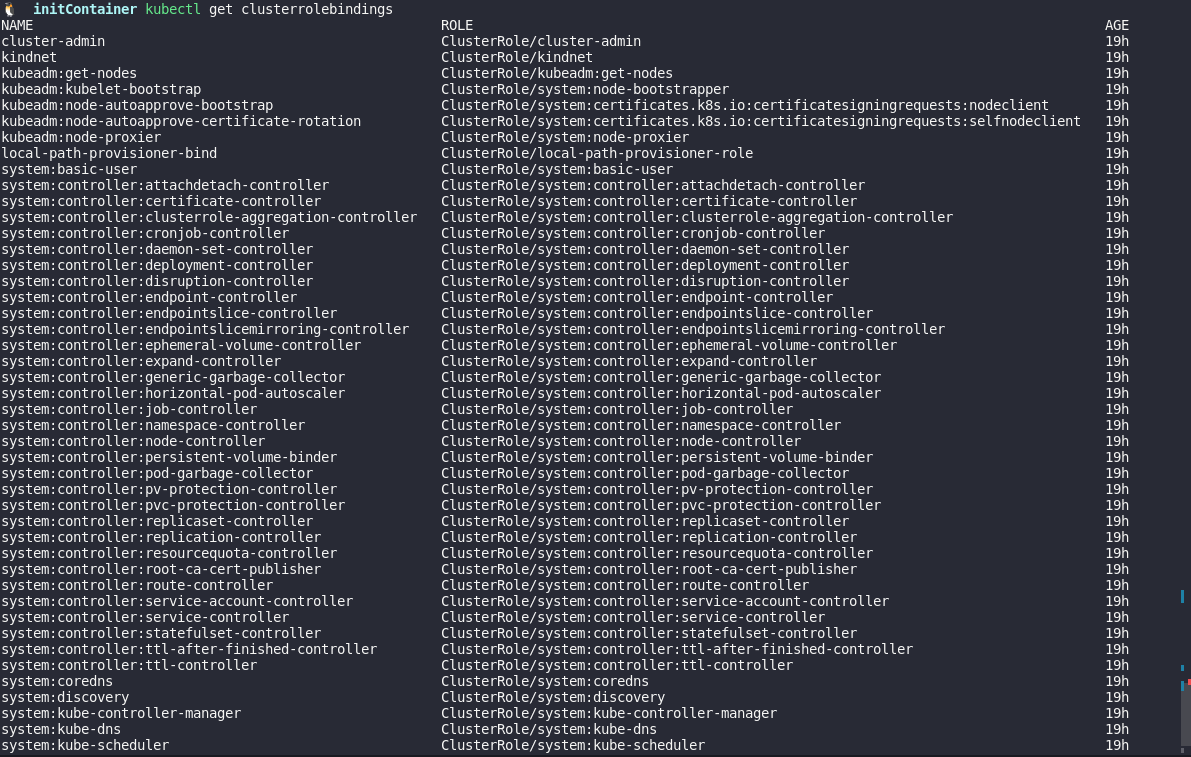 initContainer kubectl get clusterrolebindings
NAME ROLE AGE
cluster-admin ClusterRole/cluster-admin 19h
kindnet ClusterRole/kindnet 19h
kubeadm:get-nodes ClusterRole/kubeadm:get-nodes 19h
kubeadm:kubelet-bootstrap ClusterRole/system:node-bootstrapper 19h
kubeadm:node-autoapprove-bootstrap ClusterRole/system:certificates.k8s.io:certificatesigningrequests:nodeclient 19h
kubeadm:node-autoapprove-certificate-rotation ClusterRole/system:certificates.k8s.io:certificatesigningrequests:selfnodeclient 19h
kubeadm:node-proxier ClusterRole/system:node-proxier 19h
local-path-provisioner-bind ClusterRole/local-path-provisioner-role 19h
system:basic-user ClusterRole/system:basic-user 19h
system:controller:attachdetach-controller ClusterRole/system:controller:attachdetach-controller 19h
system:controller:certificate-controller ClusterRole/system:controller:certificate-controller 19h
system:controller:clusterrole-aggregation-controller ClusterRole/system:controller:clusterrole-aggregation-controller 19h
system:controller:cronjob-controller ClusterRole/system:controller:cronjob-controller 19h
system:controller:daemon-set-controller ClusterRole/system:controller:daemon-set-controller 19h
system:controller:deployment-controller ClusterRole/system:controller:deployment-controller 19h
system:controller:disruption-controller ClusterRole/system:controller:disruption-controller 19h
system:controller:endpoint-controller ClusterRole/system:controller:endpoint-controller 19h
system:controller:endpointslice-controller ClusterRole/system:controller:endpointslice-controller 19h
system:controller:endpointslicemirroring-controller ClusterRole/system:controller:endpointslicemirroring-controller 19h
system:controller:ephemeral-volume-controller ClusterRole/system:controller:ephemeral-volume-controller 19h
system:controller:expand-controller ClusterRole/system:controller:expand-controller 19h
system:controller:generic-garbage-collector ClusterRole/system:controller:generic-garbage-collector 19h
system:controller:horizontal-pod-autoscaler ClusterRole/system:controller:horizontal-pod-autoscaler 19h
system:controller:job-controller ClusterRole/system:controller:job-controller 19h
system:controller:namespace-controller ClusterRole/system:controller:namespace-controller 19h
system:controller:node-controller ClusterRole/system:controller:node-controller 19h
system:controller:persistent-volume-binder ClusterRole/system:controller:persistent-volume-binder 19h
system:controller:pod-garbage-collector ClusterRole/system:controller:pod-garbage-collector 19h
system:controller:pv-protection-controller ClusterRole/system:controller:pv-protection-controller 19h
system:controller:pvc-protection-controller ClusterRole/system:controller:pvc-protection-controller 19h
system:controller:replicaset-controller ClusterRole/system:controller:replicaset-controller 19h
system:controller:replication-controller ClusterRole/system:controller:replication-controller 19h
system:controller:resourcequota-controller ClusterRole/system:controller:resourcequota-controller 19h
system:controller:root-ca-cert-publisher ClusterRole/system:controller:root-ca-cert-publisher 19h
system:controller:route-controller ClusterRole/system:controller:route-controller 19h
system:controller:service-account-controller ClusterRole/system:controller:service-account-controller 19h
system:controller:service-controller ClusterRole/system:controller:service-controller 19h
system:controller:statefulset-controller ClusterRole/system:controller:statefulset-controller 19h
system:controller:ttl-after-finished-controller ClusterRole/system:controller:ttl-after-finished-controller 19h
system:controller:ttl-controller ClusterRole/system:controller:ttl-controller 19h
system:coredns ClusterRole/system:coredns 19h
system:discovery ClusterRole/system:discovery 19h
system:kube-controller-manager ClusterRole/system:kube-controller-manager 19h
system:kube-dns ClusterRole/system:kube-dns 19h
system:kube-scheduler ClusterRole/system:kube-scheduler 19h